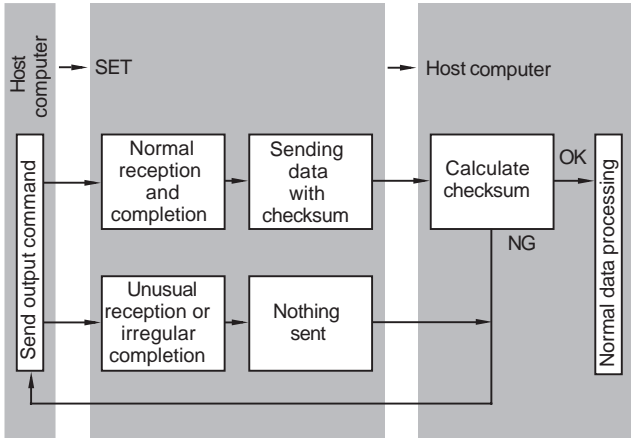 Host
computer
SET
Host computer
Send output command
Normal
reception
and
completion
Sending
data
with
checksum
Calculate
checksum
OK
NG
Normal data processing
Unusual
reception or
irregular
completion
Nothing
sent